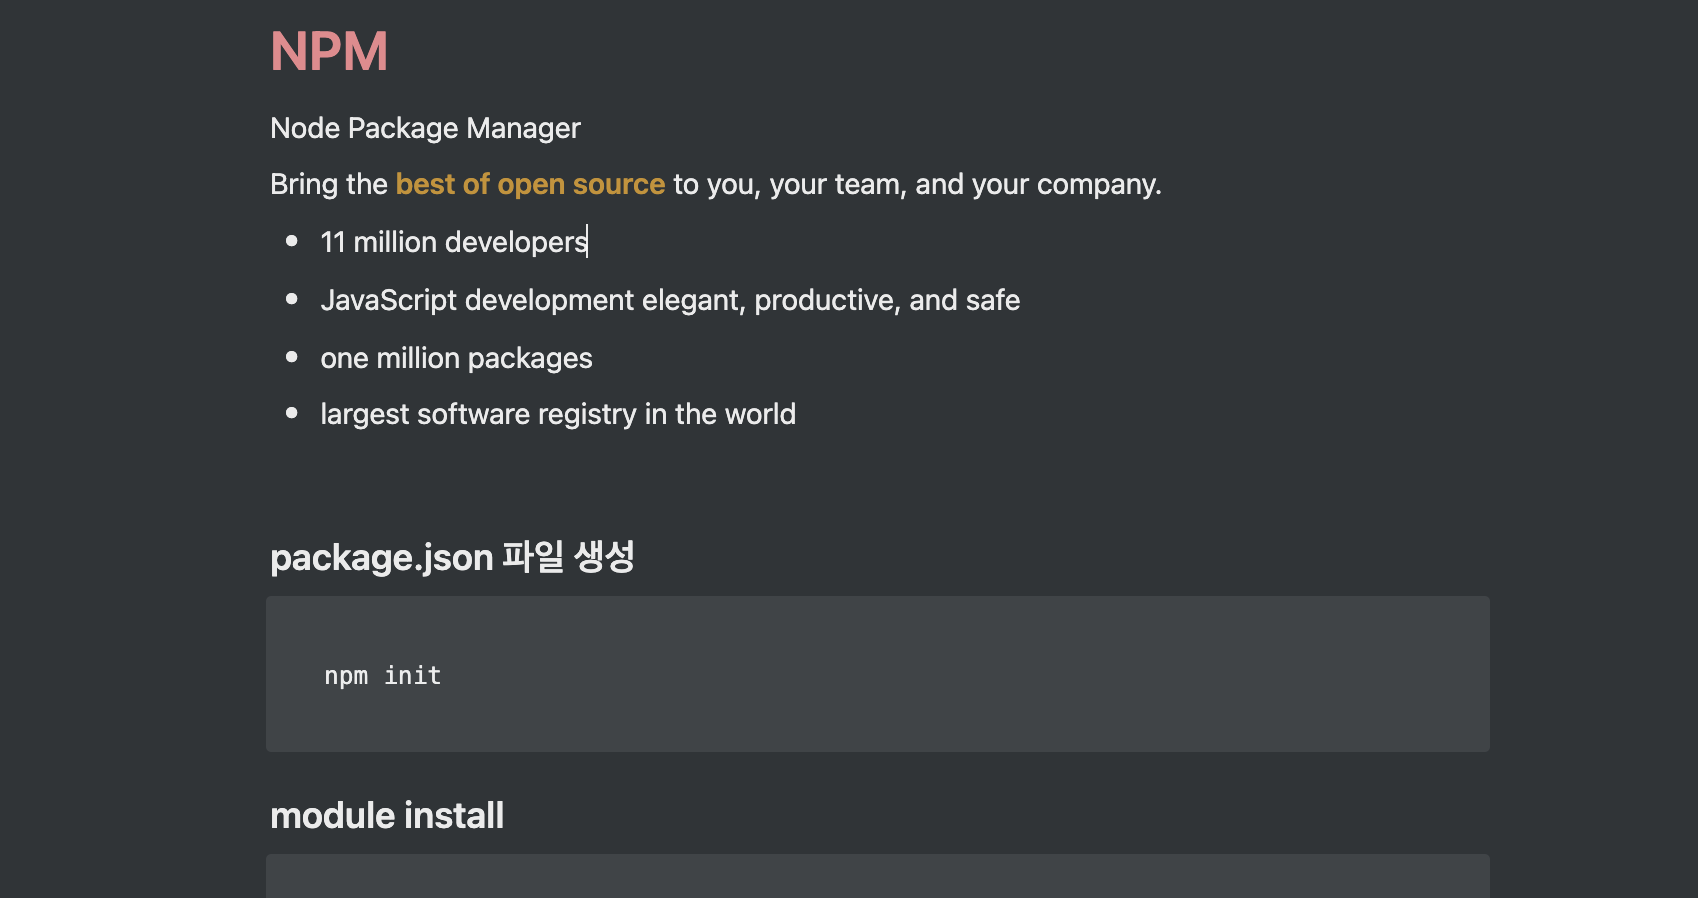 NPM
Node Package Manager
Bring the best of open source to you, your team, and your company.
11 million developers
JavaScript development elegant, productive, and safe
one million packages
largest software registry in the world
package.json 파일 생성
npm init
module install